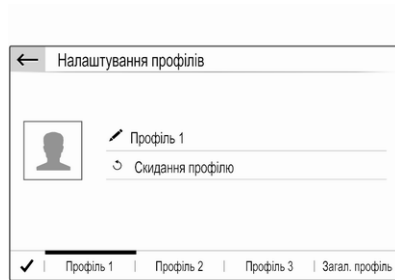 Налаштування профілів
Профіль 1
Скидання профілю
Профіль 1 | Профіль 2 | Профіль 3 | Загал. профіль